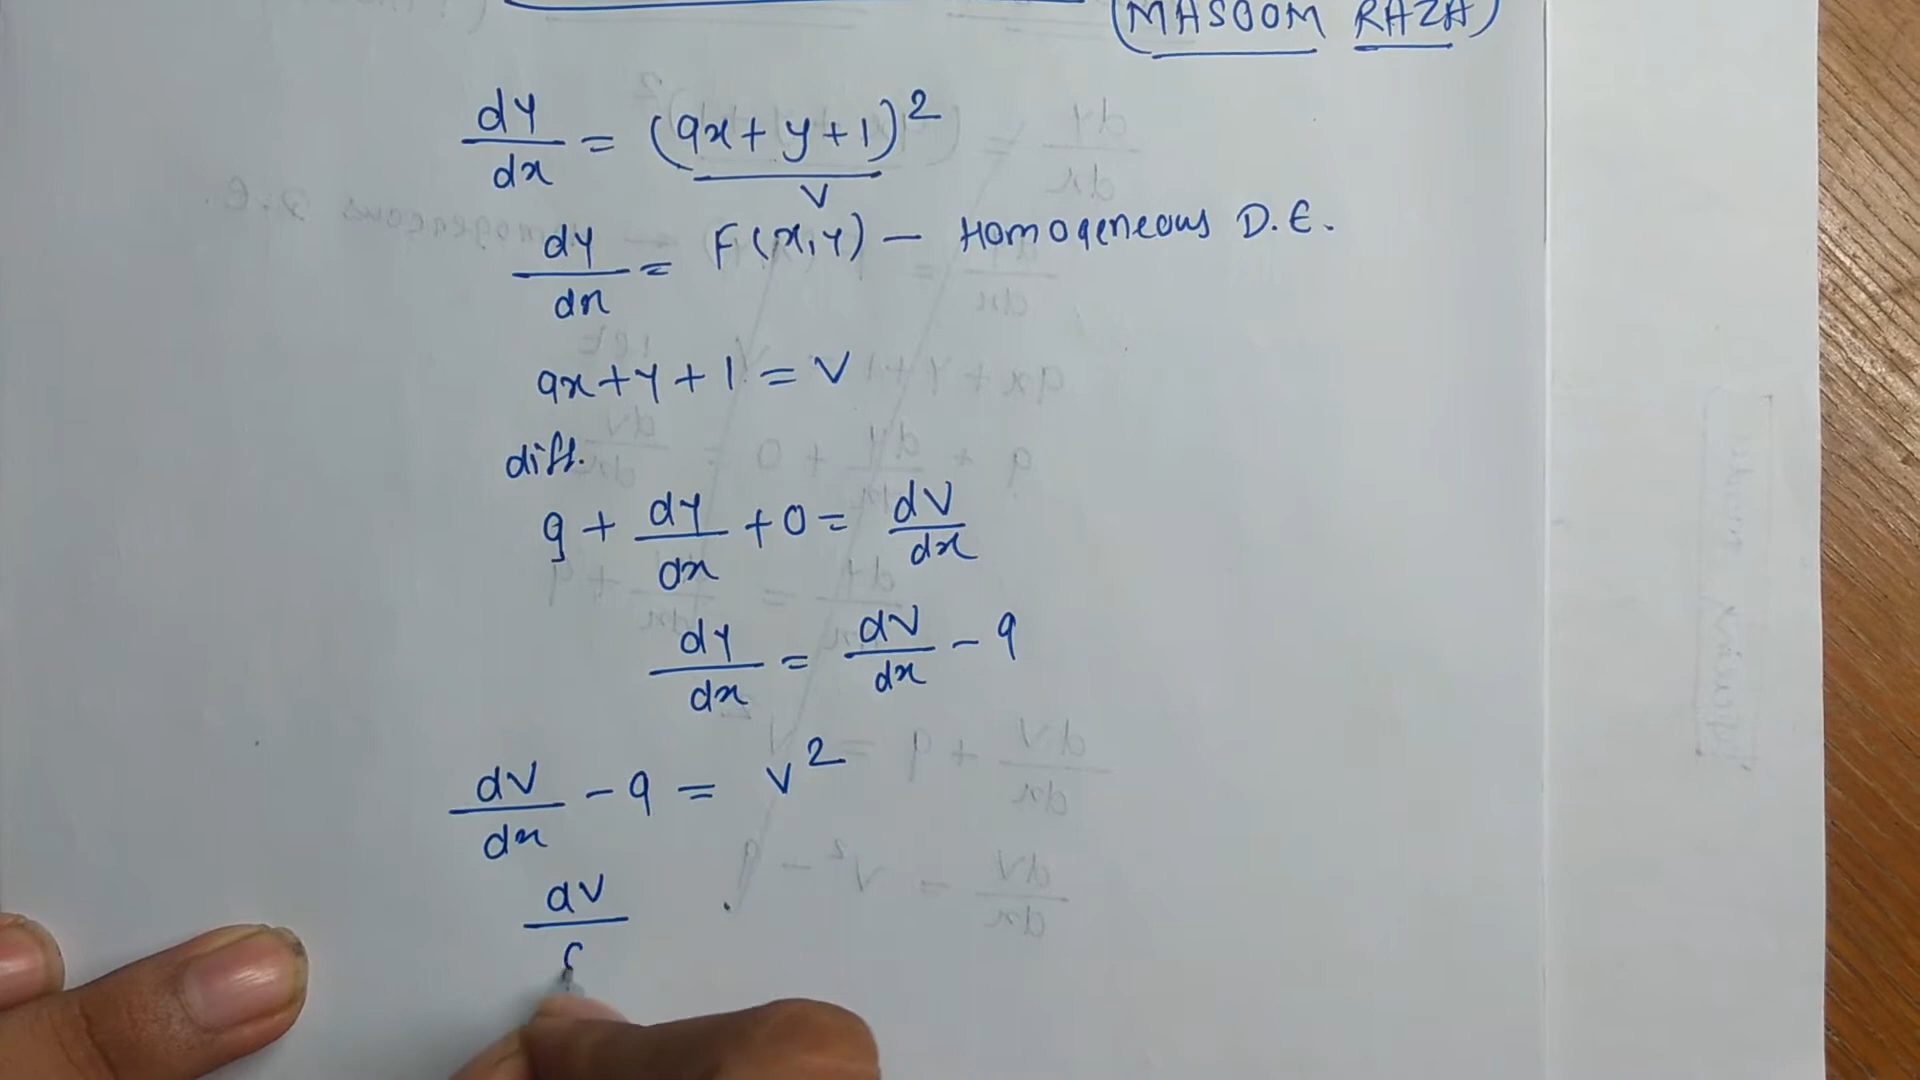 (MASOOM RAZA)
dy/dx = (9x + y + 1)²
v
dy/dx = F(x,y) — Homogeneous D.E.
9x + y + 1 = v
diff.
9 + dy/dx + 0 = dv/dx
dy/dx = dv/dx - 9
dv/dx - 9 = v²
dv